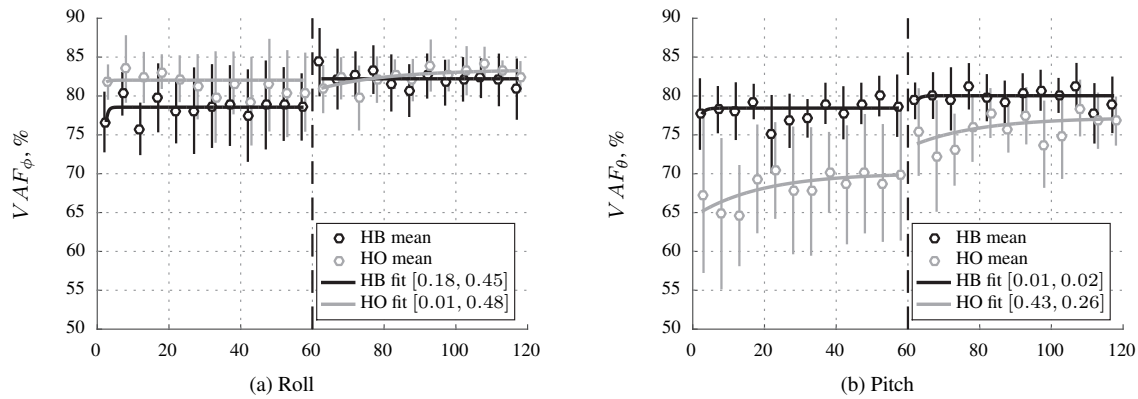 90
85
80
75
70
65
60
55
50
VAFϕ, %
HB mean
HO mean
HB fit [0.18, 0.45]
HO fit [0.01, 0.48]
0 20 40 60 80 100 120
(a) Roll
90
85
80
75
70
65
60
55
50
VAFθ, %
HB mean
HO mean
HB fit [0.01, 0.02]
HO fit [0.43, 0.26]
0 20 40 60 80 100 120
(b) Pitch